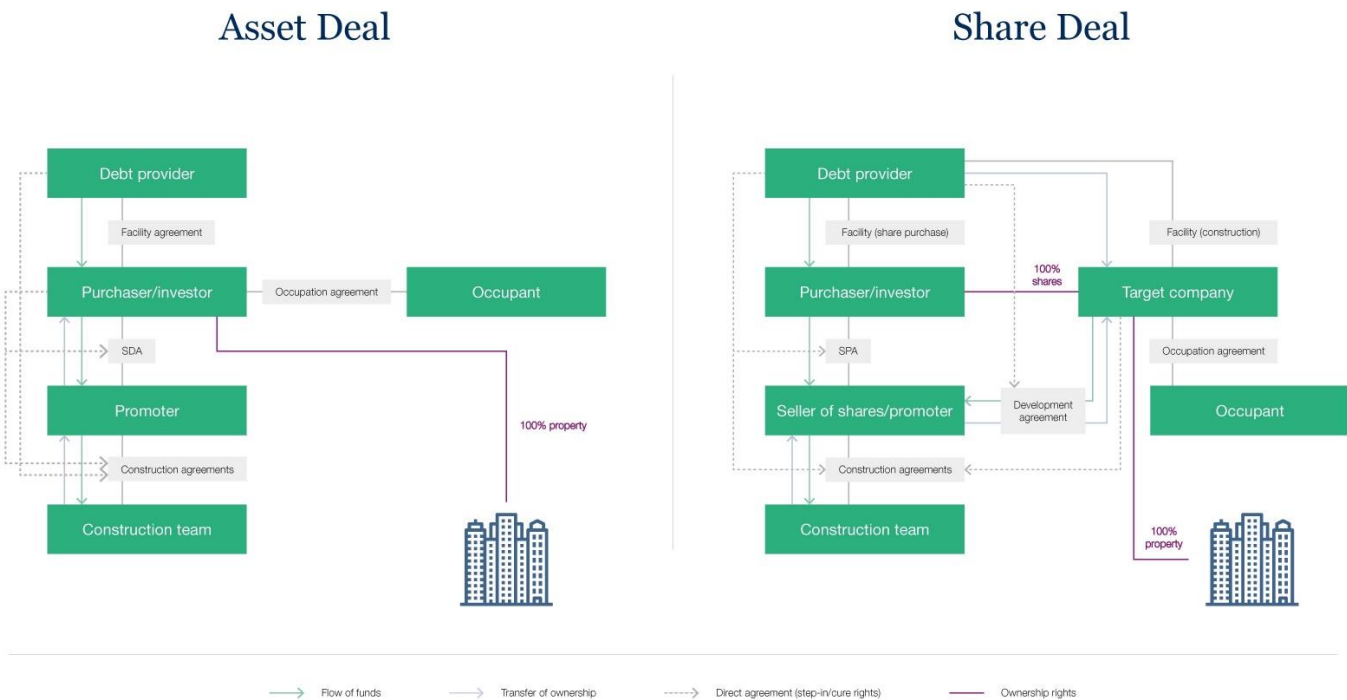 Asset Deal
Debt provider
Facility agreement
Purchaser/investor
Occupation agreement
Occupant
SDA
Promoter
100% property
Construction agreements
Construction team
Share Deal
Debt provider
Facility (share purchase)
Facility (construction)
100%
shares
Purchaser/investor
Target company
SPA
Occupation agreement
Seller of shares/promoter
Development
agreement
Occupant
Construction agreements
Construction team
100%
property
Flow of funds
Transfer of ownership
Direct agreement (step-in/cure rights)
Ownership rights